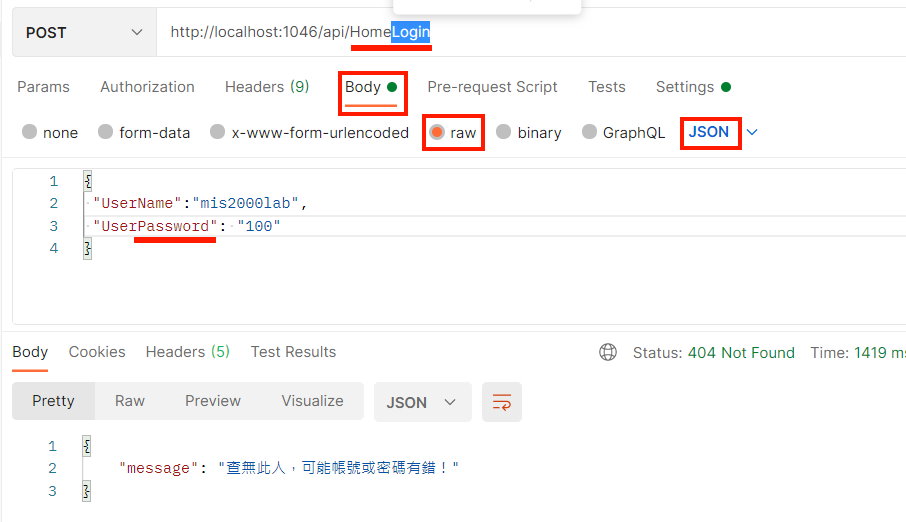 POST http://localhost:1046/api/HomeLogin
Params Authorization Headers (9) Body Pre-request Script Tests Settings
none form-data x-www-form-urlencoded raw binary GraphQL JSON
1 {
2 "UserName":"mis2000lab",
3 "UserPassword": "100"
4 }
Body Cookies Headers (5) Test Results Status: 404 Not Found Time: 1419 ms
Pretty Raw Preview Visualize JSON
1 {
2 "message": "查無此人，可能帳號或密碼有錯！"
3 }